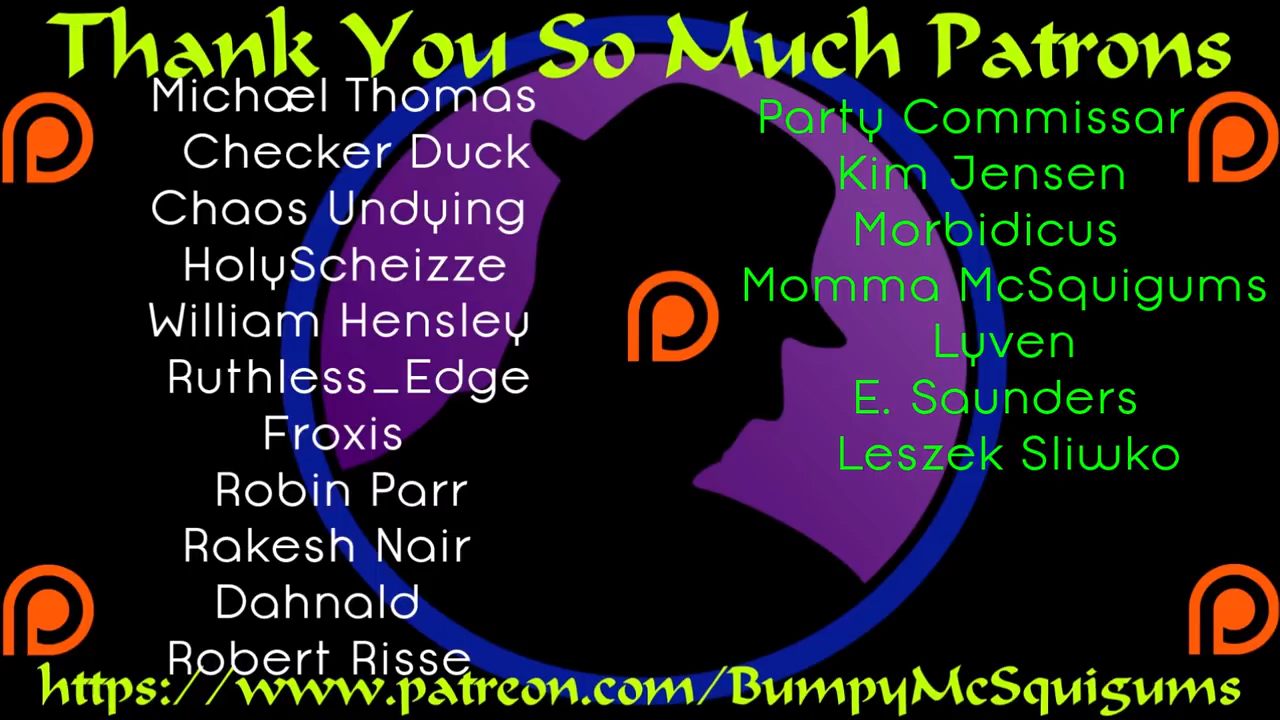 Thank You So Much Patrons
Michael Thomas
Checker Duck
Chaos Undying
HolyScheizze
William Hensley
Ruthless_Edge
Froxis
Robin Parr
Rakesh Nair
Dahnald
Robert Risse
Party Commissar
Kim Jensen
Morbidicus
Momma McSquigums
Lyven
E. Saunders
Leszek Sliwko
https://www.patreon.com/BumpyMcSquigums